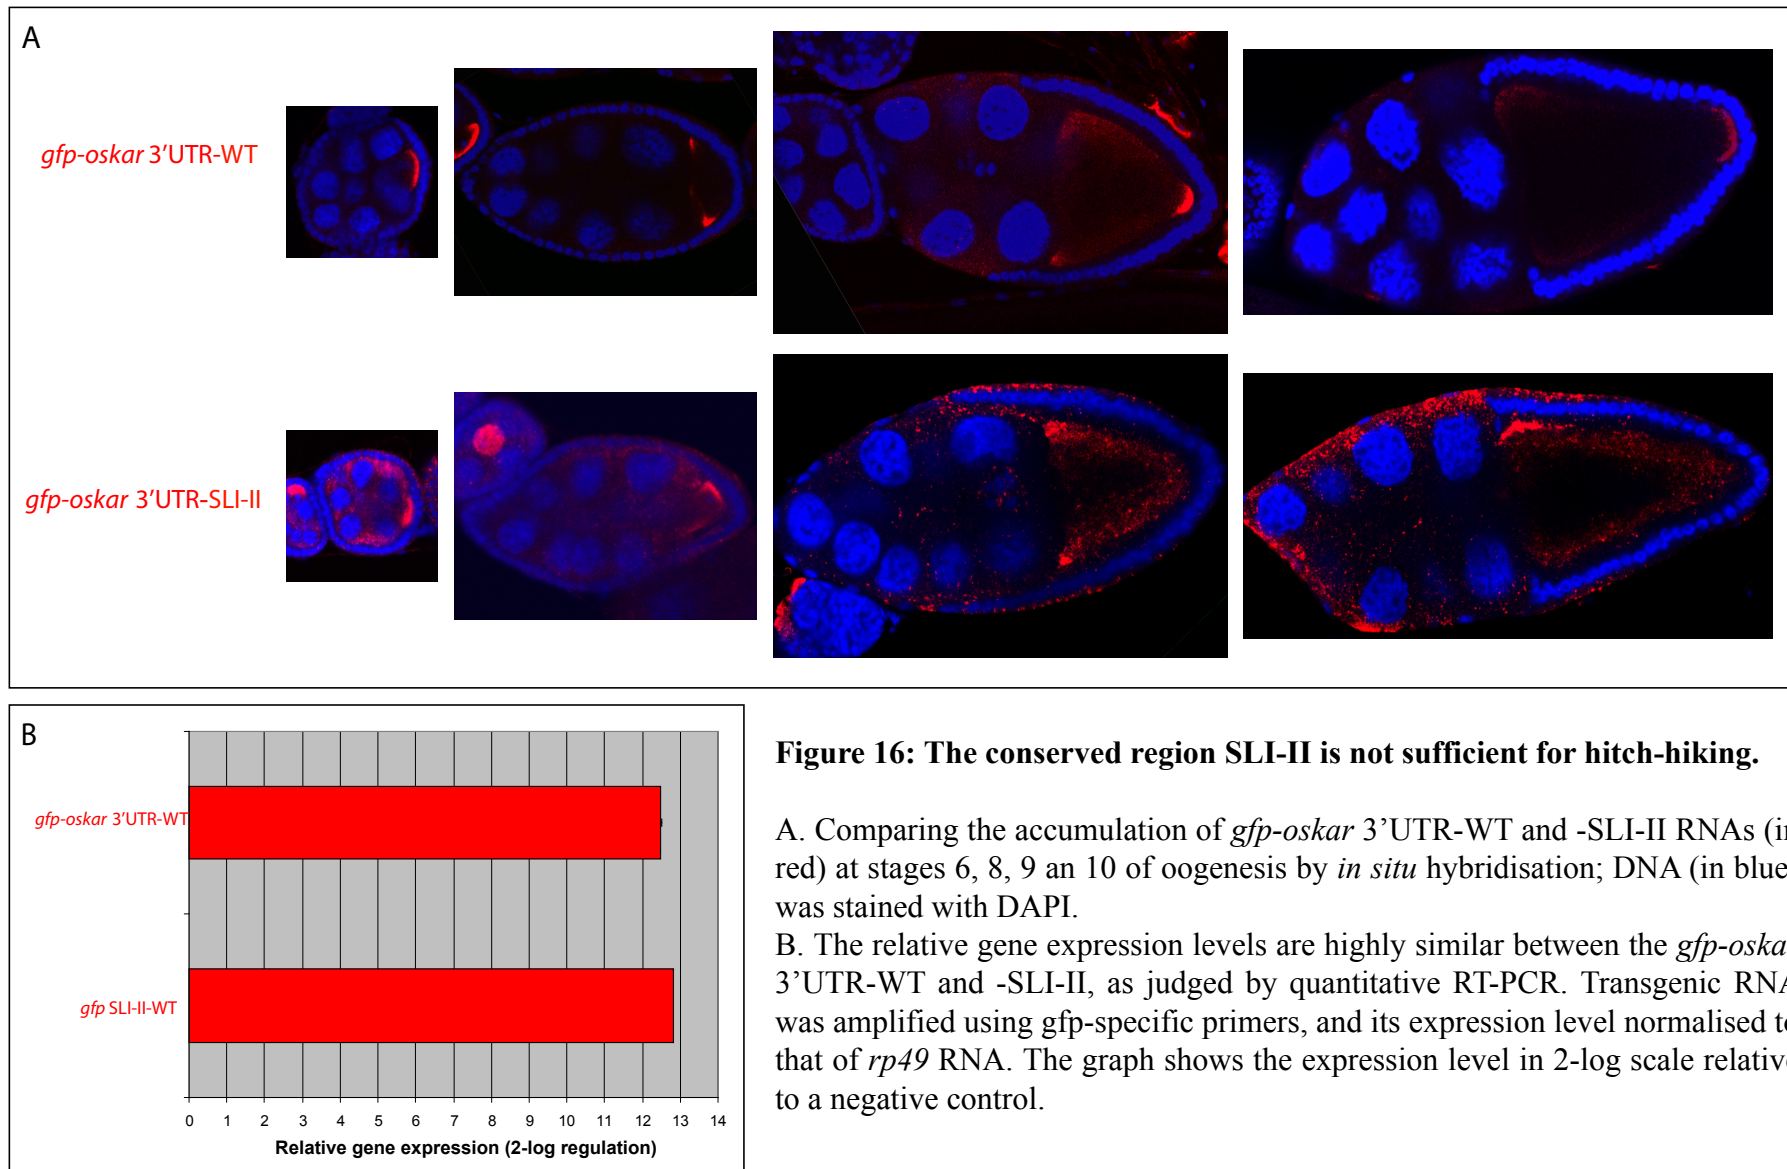 A
gfp-oskar 3'UTR-WT
gfp-oskar 3'UTR-SLI-II
B
gfp-oskar 3'UTR-WT
gfp SLI-II-WT
0 1 2 3 4 5 6 7 8 9 10 11 12 13 14
Relative gene expression (2-log regulation)
Figure 16: The conserved region SLI-II is not sufficient for hitch-hiking.
A. Comparing the accumulation of gfp-oskar 3'UTR-WT and -SLI-II RNAs (in
red) at stages 6, 8, 9 an 10 of oogenesis by in situ hybridisation; DNA (in blue
was stained with DAPI.
B. The relative gene expression levels are highly similar between the gfp-oska
3'UTR-WT and -SLI-II, as judged by quantitative RT-PCR. Transgenic RNA
was amplified using gfp-specific primers, and its expression level normalised to
that of rp49 RNA. The graph shows the expression level in 2-log scale relative
to a negative control.